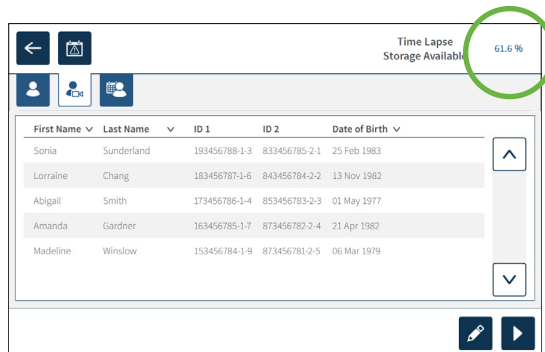 Time Lapse
Storage Available 61.6 %
First Name Last Name ID 1 ID 2 Date of Birth
Sonia Sunderland 193456788-1-3 833456785-2-1 25 Feb 1983
Lorraine Chang 183456787-1-6 843456784-2-2 13 Nov 1982
Abigail Smith 173456786-1-4 853456783-2-3 01 May 1977
Amanda Gardner 163456785-1-7 873456782-2-4 21 Apr 1982
Madeline Winslow 153456784-1-9 873456781-2-5 06 Mar 1979